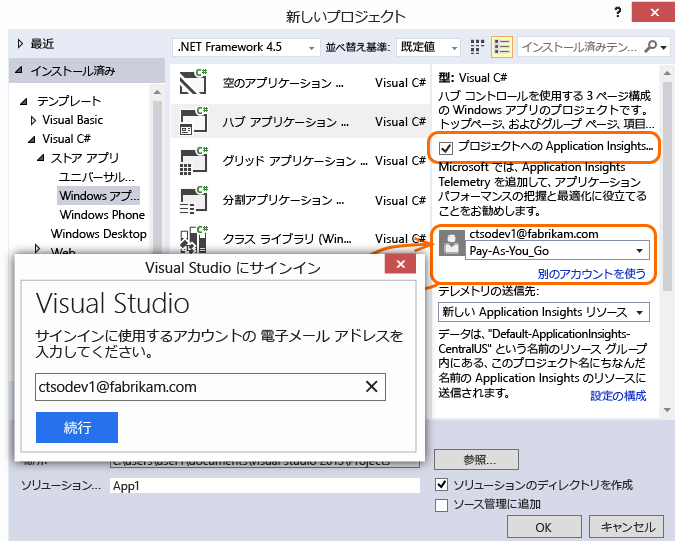 新しいプロジェクト
?
最近
.NET Framework 4.5
並べ替え基準:
既定値
インストール済みテン...
インストール済み
テンプレート
Visual Basic
Visual C#
ストア アプリ
ユニバーサル...
Windows アプ...
Windows Phone
Windows Desktop
Web
C#
空のアプリケーション ...
Visual C#
C#
ハブ アプリケーション ...
Visual C#
C#
グリッド アプリケーション ...
Visual C#
C#
分割アプリケーション ...
Visual C#
C#
クラス ライブラリ (Win...
Visual C#
型: Visual C#
ハブ コントロールを使用する 3 ページ構成
の Windows アプリのプロジェクトです。
トップページ、およびグループ ページ、項目...
プロジェクトへの Application Insights...
Microsoft では、Application Insights
Telemetry を追加して、アプリケーション
パフォーマンスの把握と最適化に役立てる
ことをお勧めします。
ctsodev1@fabrikam.com
Pay-As-You_Go
別のアカウントを使う
テレメトリの送信先:
新しい Application Insights リソース
データは、"Default-ApplicationInsights-
CentralUS" という名前のリソース グループ
内にある、このプロジェクト名にちなんだ
名前の Application Insights のリソースに
送信されます。
設定の構成
Visual Studio にサインイン
Visual Studio
サインインに使用するアカウントの 電子メール アドレスを
入力してください。
ctsodev1@fabrikam.com
続行
c:\users\user1\documents\visual studio 2013\Projects
参照...
ソリューション...
App1
ソリューションのディレクトリを作成
ソース管理に追加
OK
キャンセル